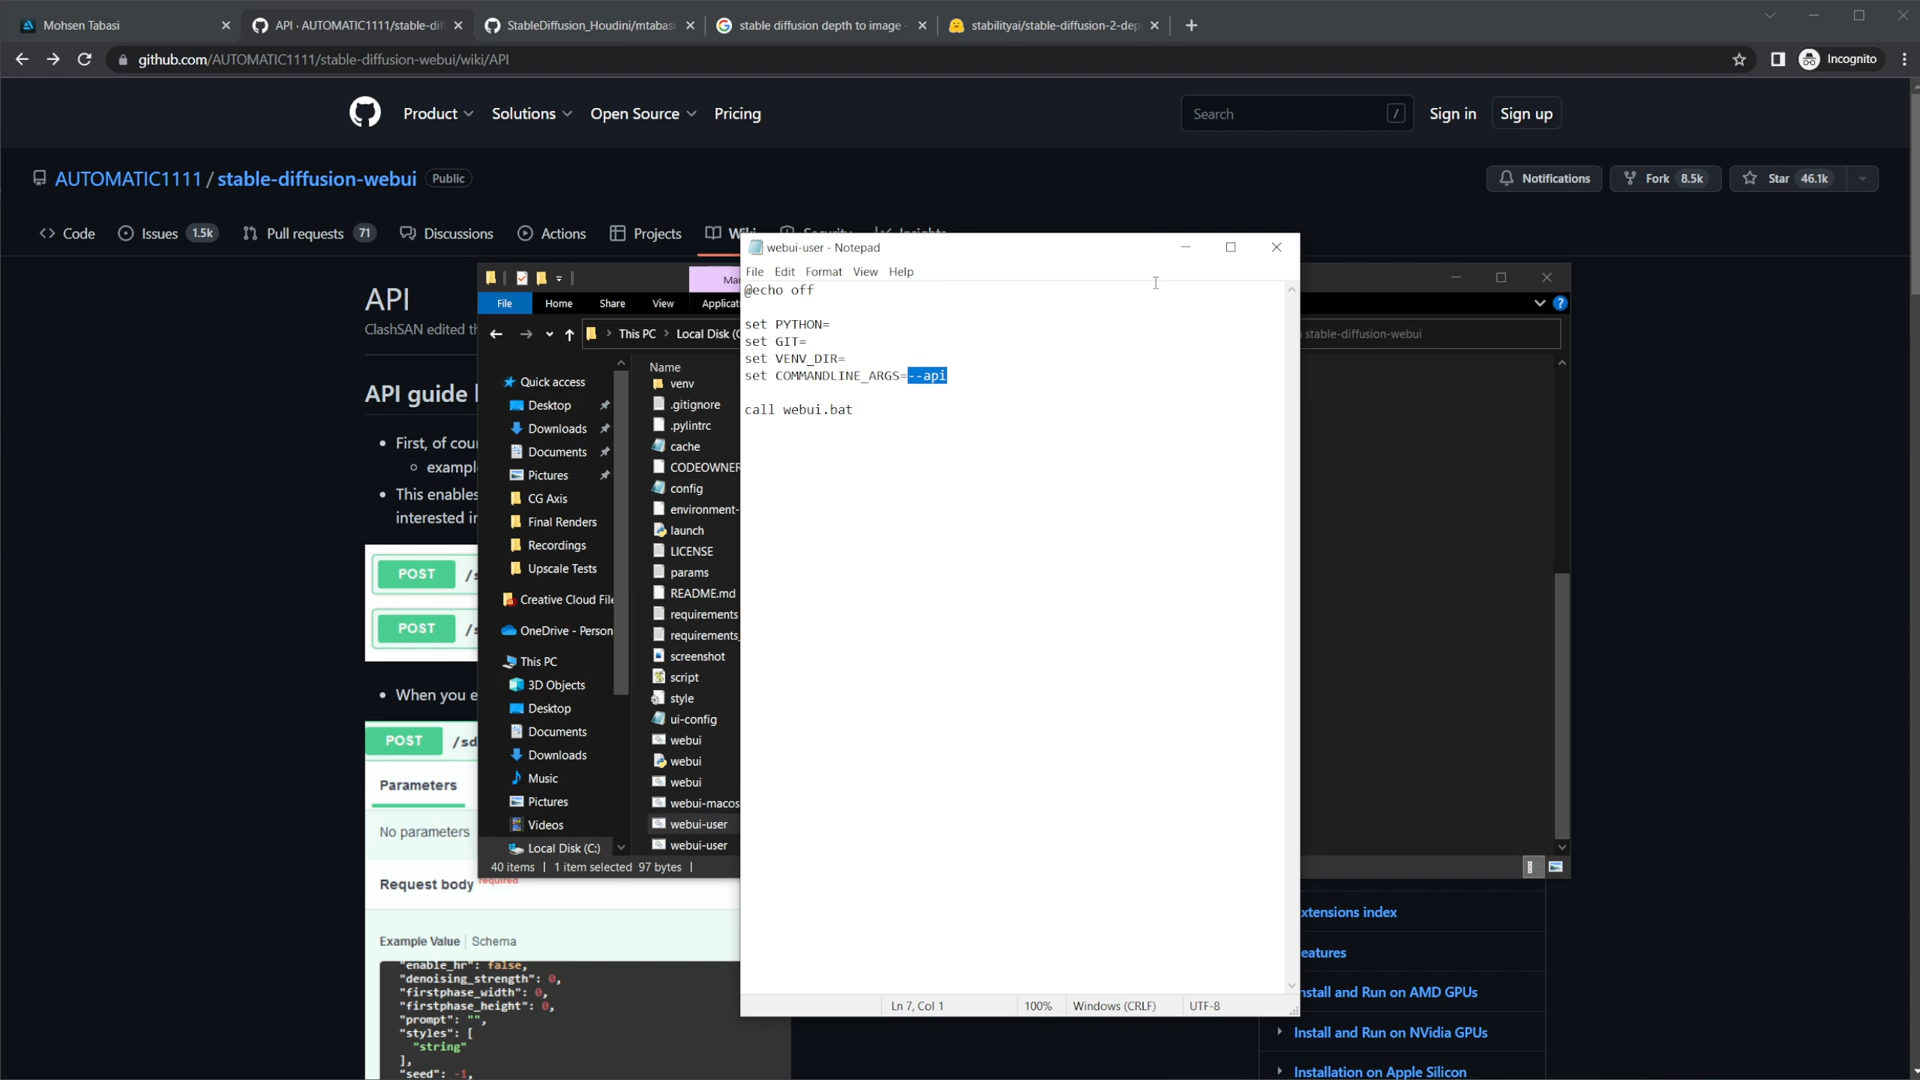 Mohsen Tabasi
API · AUTOMATIC1111/stable-dif
StableDiffusion_Houdini/mtabasi
stable diffusion depth to image -
stabilityai/stable-diffusion-2-dep
github.com/AUTOMATIC1111/stable-diffusion-webui/wiki/API
Incognito
Product
Solutions
Open Source
Pricing
Search
/
Sign in
Sign up
AUTOMATIC1111 / stable-diffusion-webui
Public
Notifications
Fork 8.5k
Star 46.1k
Code
Issues 1.5k
Pull requests 71
Discussions
Actions
Projects
Wiki
Security
Insights
API
ClashSAN edited th
API guide
First, of cou
exampl
This enables
interested in
POST /s
POST /s
When you e
POST /sd
Parameters
No parameters
Request body required
Example Value | Schema
"enable_hr": false,
"denoising_strength": 0,
"firstphase_width": 0,
"firstphase_height": 0,
"prompt": "",
"styles": [
"string"
],
"seed": -1,
File
Home
Share
View
Applicat
This PC
Local Disk (C
stable-diffusion-webui
Quick access
Desktop
Downloads
Documents
Pictures
CG Axis
Final Renders
Recordings
Upscale Tests
Creative Cloud File
OneDrive - Person
This PC
3D Objects
Desktop
Documents
Downloads
Music
Pictures
Videos
Local Disk (C:)
Name
venv
.gitignore
.pylintrc
cache
CODEOWNER
config
environment-
launch
LICENSE
params
README.md
requirements
requirements_
screenshot
script
style
ui-config
webui
webui
webui
webui-macos
webui-user
webui-user
40 items
1 item selected 97 bytes
webui-user - Notepad
File Edit Format View Help
@echo off
set PYTHON=
set GIT=
set VENV_DIR=
set COMMANDLINE_ARGS=--api
call webui.bat
Ln 7, Col 1
100%
Windows (CRLF)
UTF-8
xtensions index
eatures
nstall and Run on AMD GPUs
Install and Run on NVidia GPUs
Installation on Apple Silicon